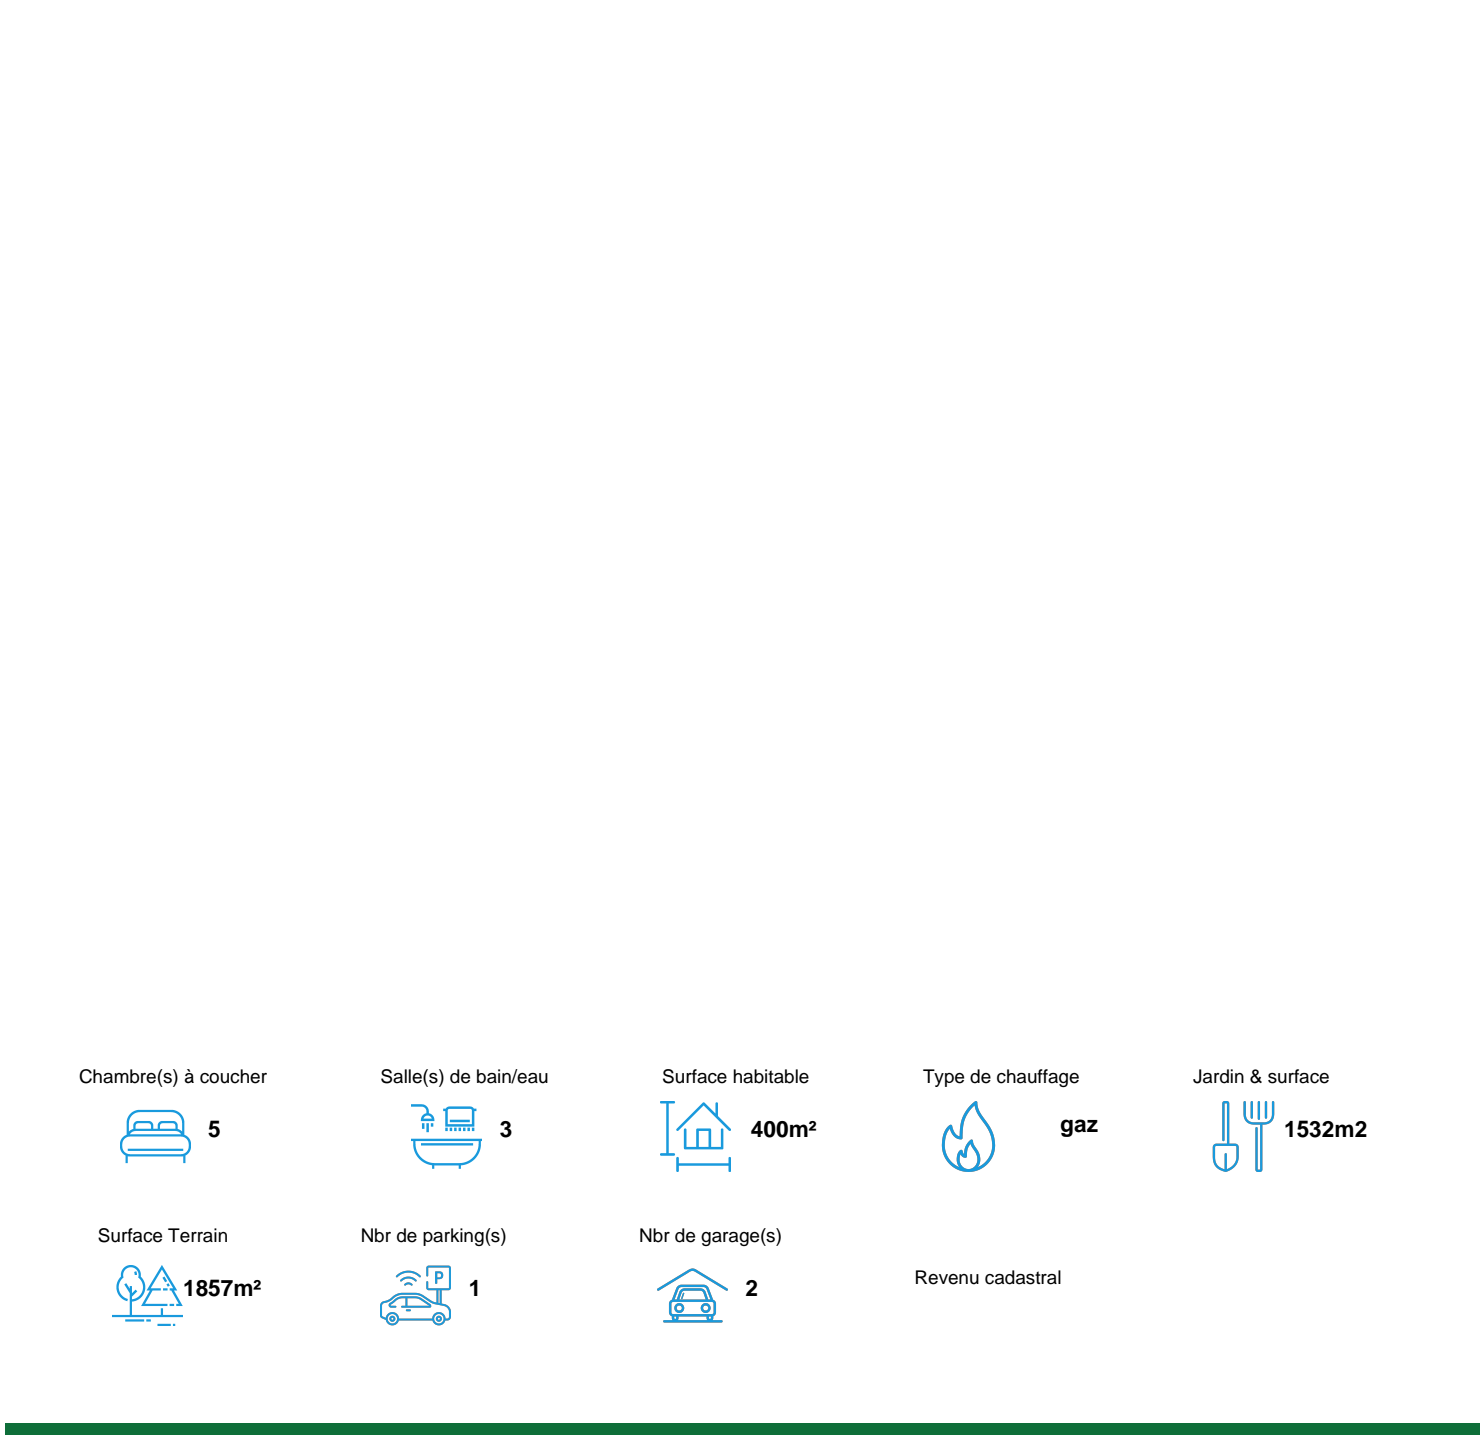 Chambre(s) à coucher
5
Salle(s) de bain/eau
3
Surface habitable
400m²
Type de chauffage
gaz
Jardin & surface
1532m2
Surface Terrain
1857m²
Nbr de parking(s)
P
1
Nbr de garage(s)
2
Revenu cadastral